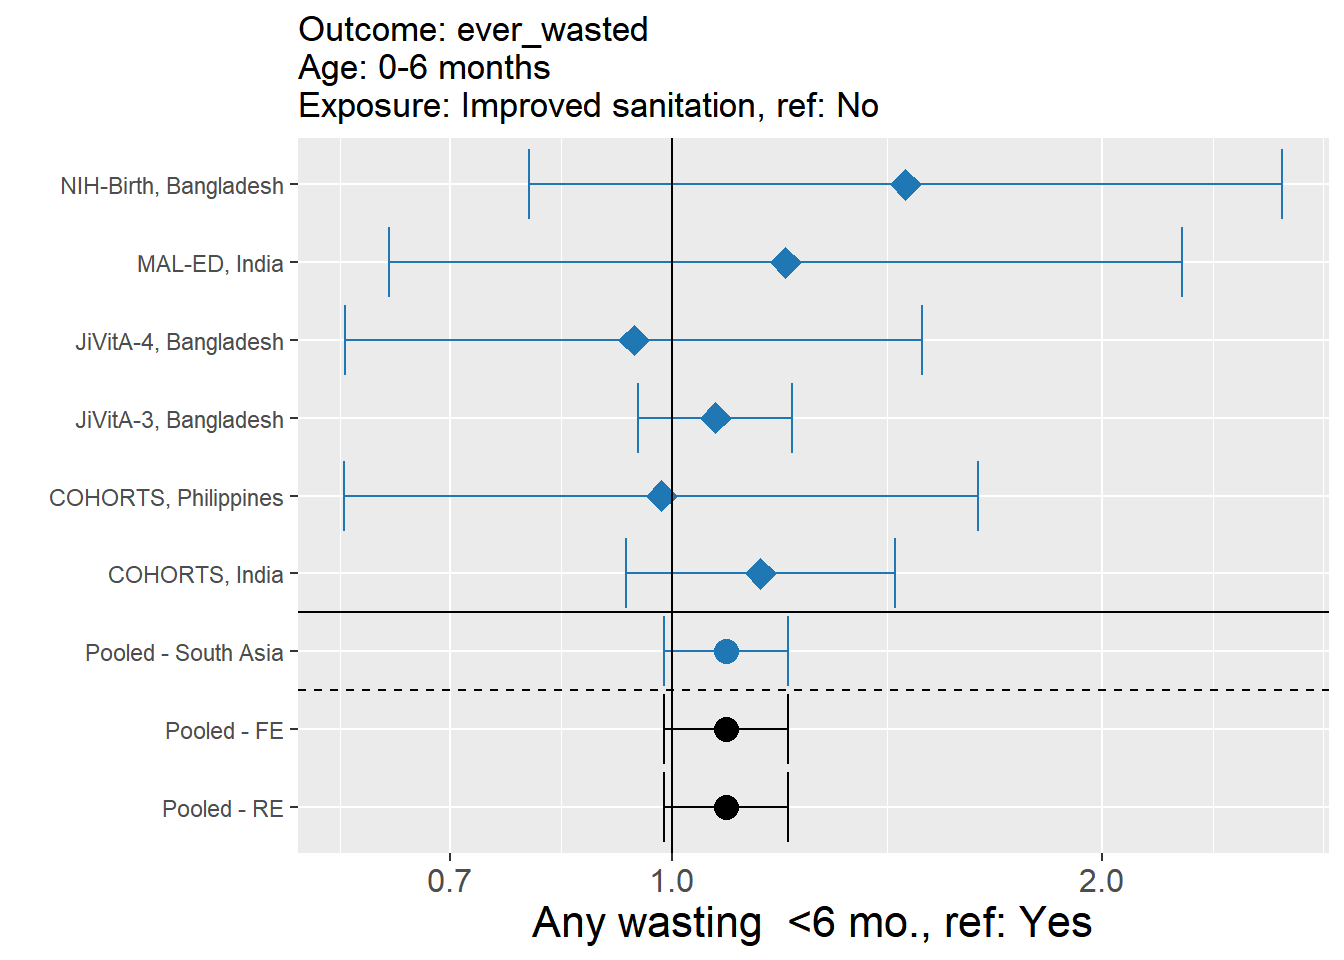 Outcome: ever_wasted
Age: 0-6 months
Exposure: Improved sanitation, ref: No
NIH-Birth, Bangladesh
MAL-ED, India
JiVitA-4, Bangladesh
JiVitA-3, Bangladesh
COHORTS, Philippines
COHORTS, India
Pooled - South Asia
Pooled - FE
Pooled - RE
0.7 1.0 2.0
Any wasting  <6 mo., ref: Yes